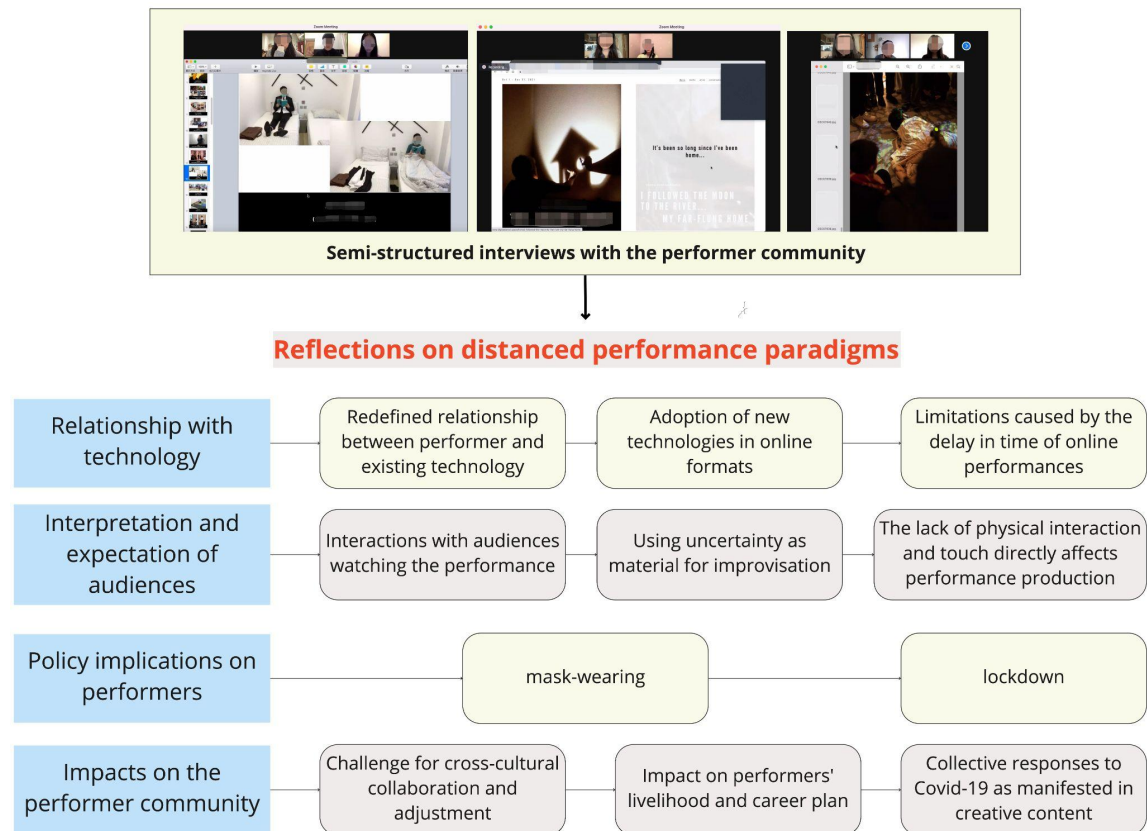 Zoom Meeting
Zoom Meeting
It's been so long since I've been
home...
I FOLLOWED THE MOON
TO THE RIVER
MY FAR-FLUNG HOME
Semi-structured interviews with the performer community
Reflections on distanced performance paradigms
Relationship with
technology
Redefined relationship
between performer and
existing technology
Adoption of new
technologies in online
formats
Limitations caused by the
delay in time of online
performances
Interpretation and
expectation of
audiences
Interactions with audiences
watching the performance
Using uncertainty as
material for improvisation
The lack of physical interaction
and touch directly affects
performance production
Policy implications on
performers
mask-wearing
lockdown
Impacts on the
performer community
Challenge for cross-cultural
collaboration and
adjustment
Impact on performers'
livelihood and career plan
Collective responses to
Covid-19 as manifested in
creative content